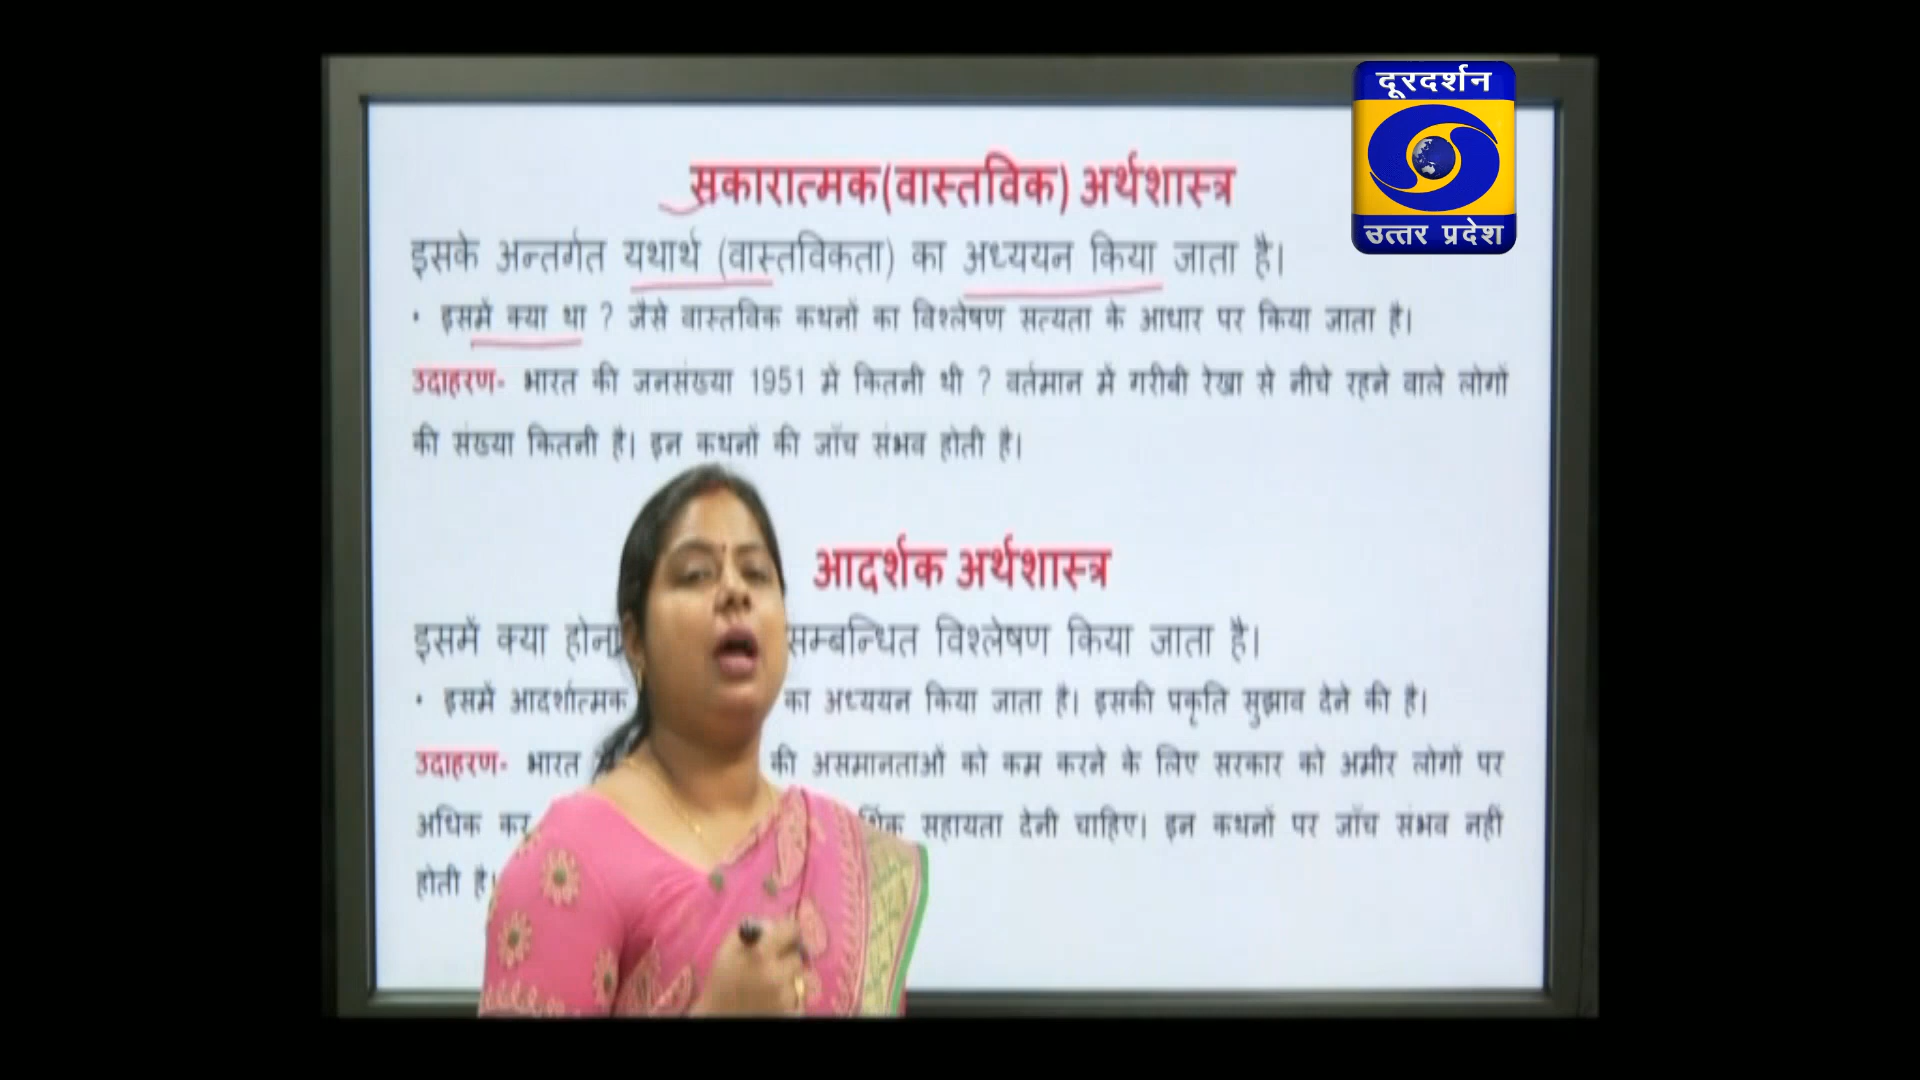 दूरदर्शन
उत्तर प्रदेश
सकारात्मक(वास्तविक) अर्थशास्त्र
इसके अन्तर्गत यथार्थ (वास्तविकता) का अध्ययन किया जाता है।
• इसमें क्या था ? जैसे वास्तविक कथनों का विश्लेषण सत्यता के आधार पर किया जाता है।
उदाहरण- भारत की जनसंख्या 1951 में कितनी थी ? वर्तमान में गरीबी रेखा से नीचे रहने वाले लोगों
की संख्या कितनी है। इन कथनों की जाँच संभव होती है।
आदर्शक अर्थशास्त्र
इसमें क्या होना सम्बन्धित विश्लेषण किया जाता है।
• इसमें आदर्शात्मक का अध्ययन किया जाता है। इसकी प्रकृति सुझाव देने की है।
उदाहरण- भारत की असमानताओं को कम करने के लिए सरकार को अमीर लोगों पर
अधिक कर सहायता देनी चाहिए। इन कथनों पर जाँच संभव नहीं
होती है।